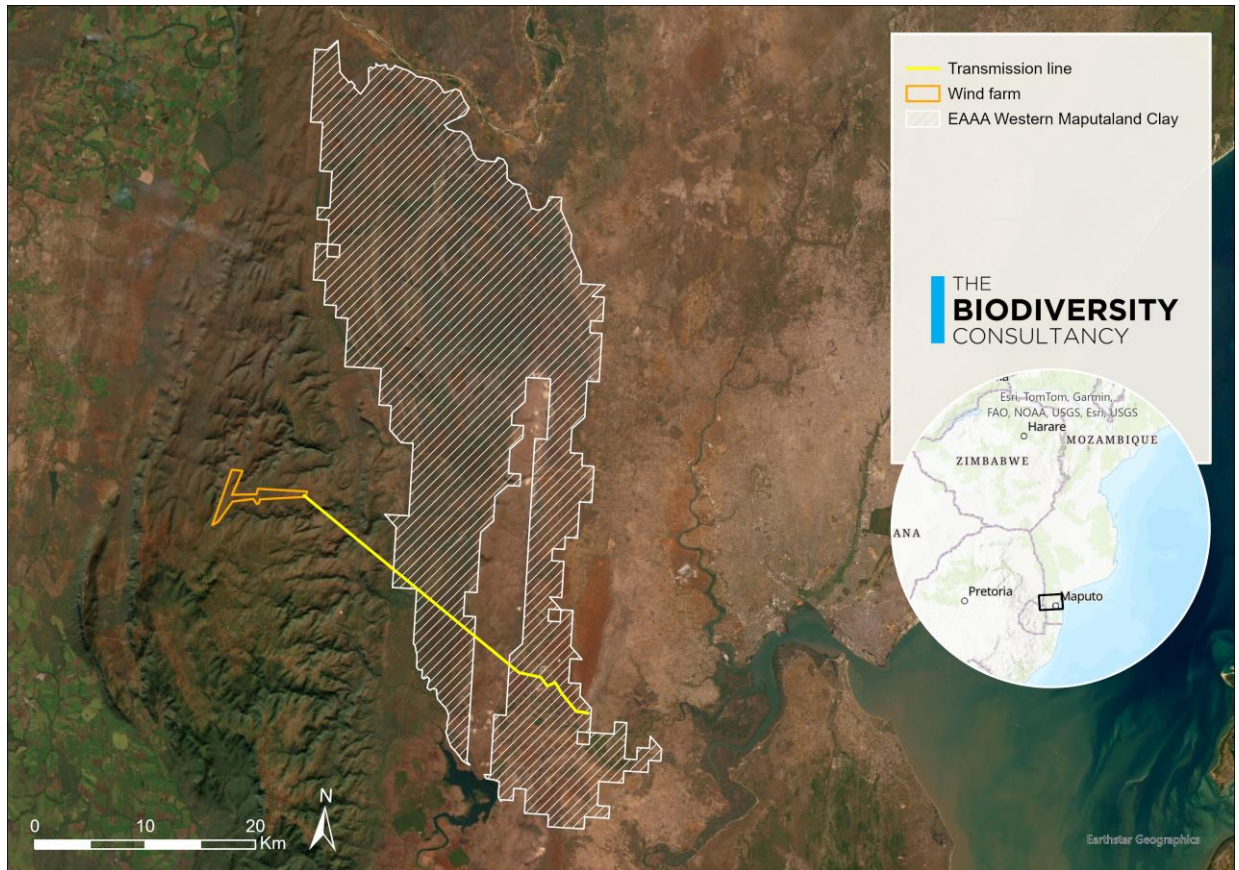 Transmission line
Wind farm
EAAA Western Maputaland Clay
THE
BIODIVERSITY
CONSULTANCY
Esri, TomTom, Garmin,
FAO, NOAA, USGS, Esri, USGS
Harare
MOZAMBIQUE
ZIMBABWE
ANA
Pretoria
Maputo
N
0 10 20
Km
Earthstar Geographics